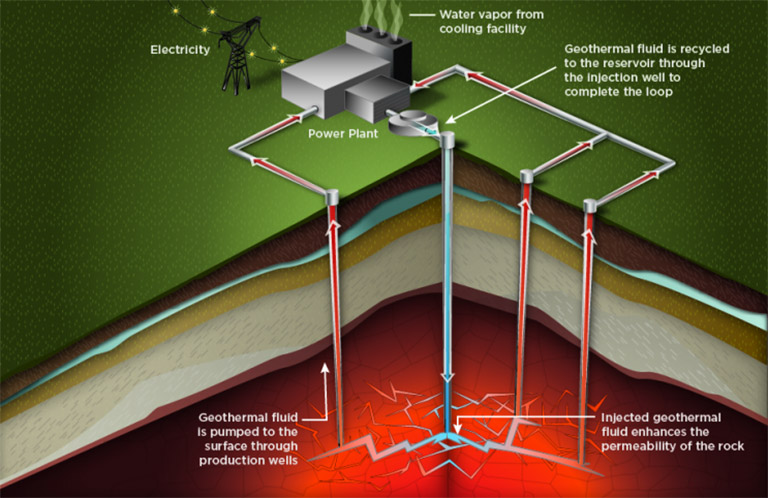 Water vapor from
cooling facility
Electricity
Geothermal fluid is recycled
to the reservoir through
the injection well to
complete the loop
Power Plant
Geothermal fluid
is pumped to the
surface through
production wells
Injected geothermal
fluid enhances the
permeability of the rock